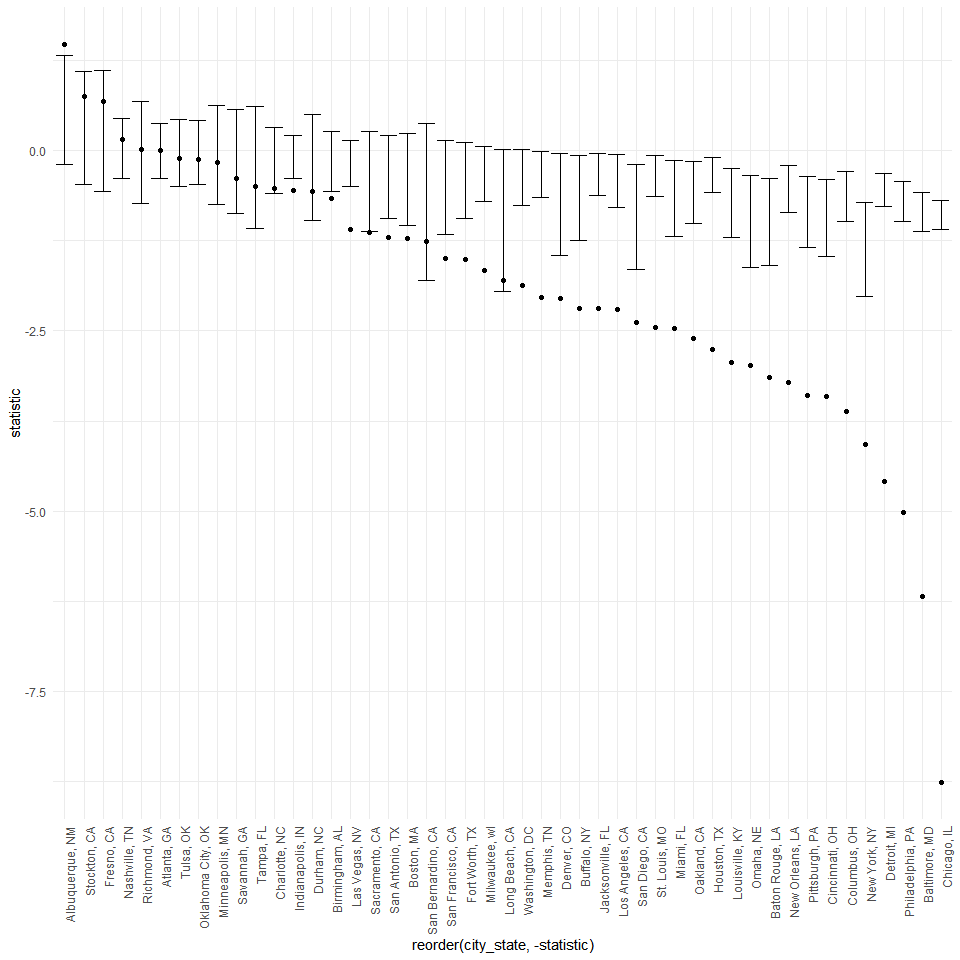 0.0
-2.5
-5.0
-7.5
statistic
Albuquerque, NM
Stockton, CA
Fresno, CA
Nashville, TN
Richmond, VA
Atlanta, GA
Tulsa, OK
Oklahoma City, OK
Minneapolis, MN
Savannah, GA
Tampa, FL
Charlotte, NC
Indianapolis, IN
Durham, NC
Birmingham, AL
Las Vegas, NV
Sacramento, CA
San Antonio, TX
Boston, MA
San Bernardino, CA
San Francisco, CA
Fort Worth, TX
Milwaukee, wI
Long Beach, CA
Washington, DC
Memphis, TN
Denver, CO
Buffalo, NY
Jacksonville, FL
Los Angeles, CA
San Diego, CA
St. Louis, MO
Miami, FL
Oakland, CA
Houston, TX
Louisville, KY
Omaha, NE
Baton Rouge, LA
New Orleans, LA
Pittsburgh, PA
Cincinnati, OH
Columbus, OH
New York, NY
Detroit, MI
Philadelphia, PA
Baltimore, MD
Chicago, IL
reorder(city_state, -statistic)